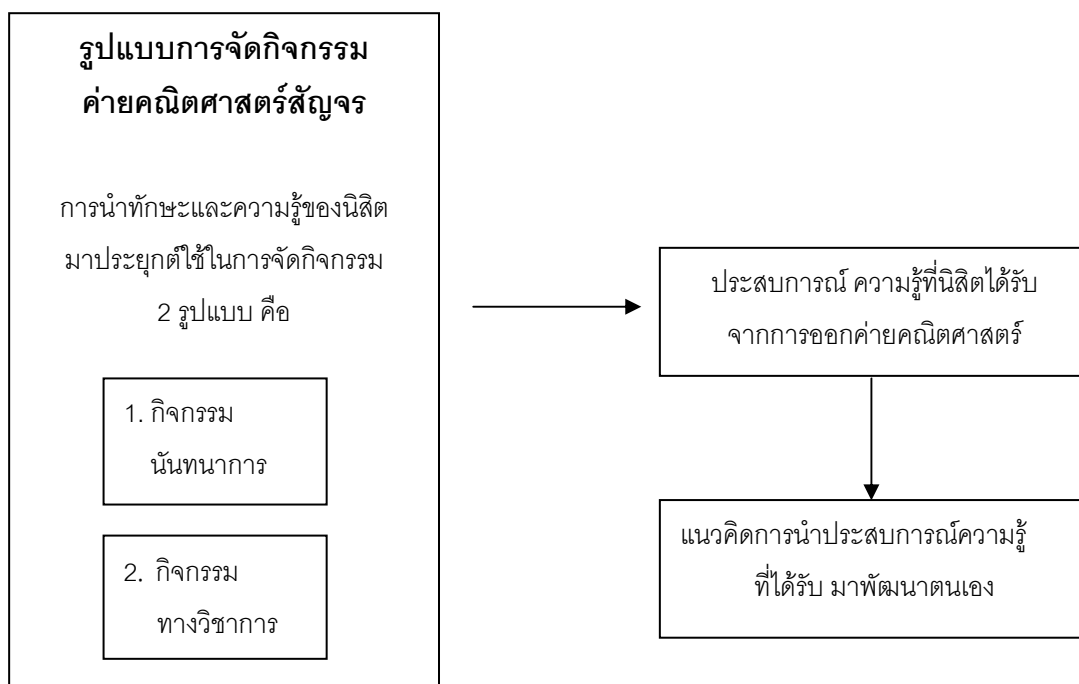 รูปแบบการจัดกิจกรรม
ค่ายคณิตศาสตร์สัญจร
การนำทักษะและความรู้ของนิสิต
มาประยุกต์ใช้ในการจัดกิจกรรม
2 รูปแบบ คือ
1. กิจกรรม
นันทนาการ
2. กิจกรรม
ทางวิชาการ
ประสบการณ์ ความรู้ที่นิสิตได้รับ
จากการออกค่ายคณิตศาสตร์
แนวคิดการนำประสบการณ์ความรู้
ที่ได้รับ มาพัฒนาตนเอง